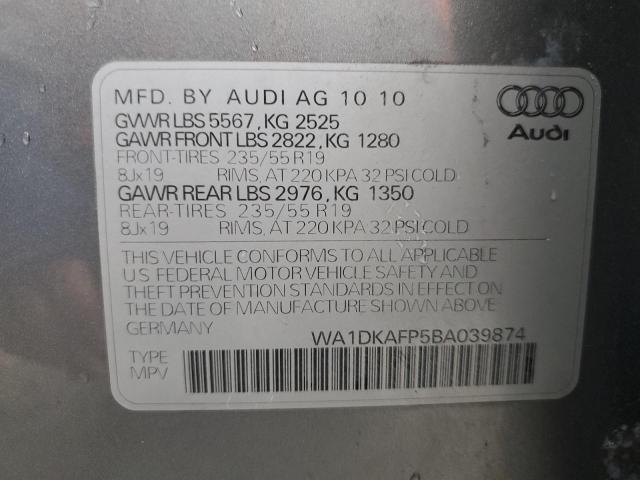 MFD. BY AUDI AG 10 10
GVWR LBS 5567, KG 2525
GAWR FRONT LBS 2822, KG 1280
FRONT-TIRES 235/55 R19
8Jx19 RIMS, AT 220 KPA 32 PSI COLD
GAWR REAR LBS 2976, KG 1350
REAR-TIRES 235/55 R19
8Jx19 RIMS, AT 220 KPA 32 PSI COLD
Audi
THIS VEHICLE CONFORMS TO ALL APPLICABLE
U.S FEDERAL MOTOR VEHICLE SAFETY AND
THEFT PREVENTION STANDARDS IN EFFECT ON
THE DATE OF MANUFACTURE SHOWN ABOVE
GERMANY WA1DKAFP5BA039874
TYPE
MPV